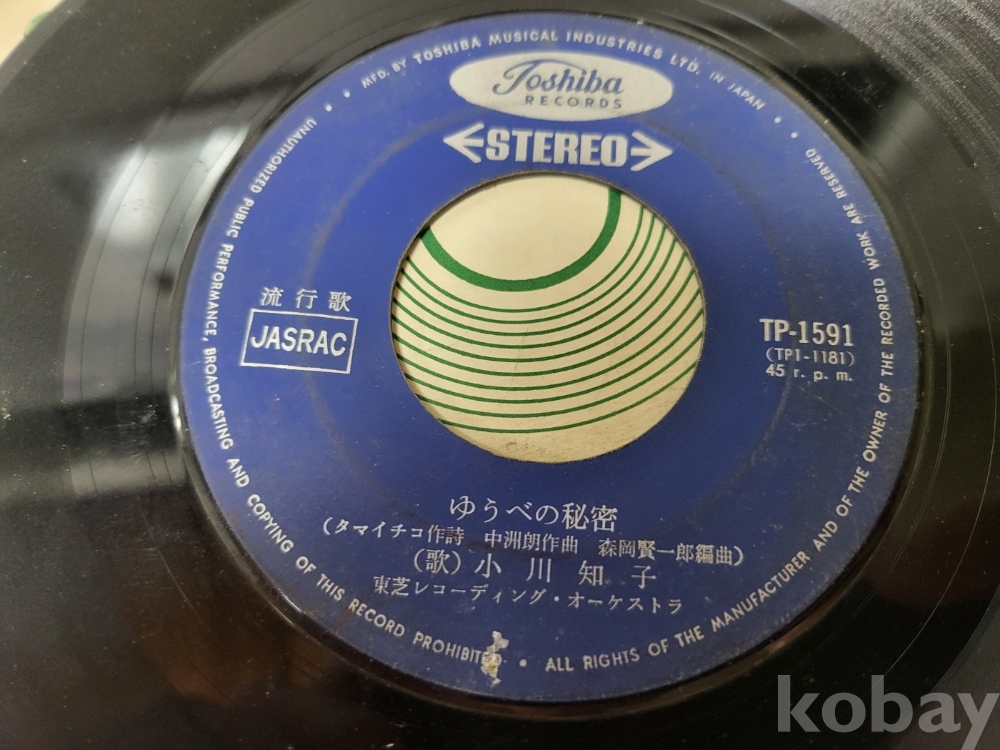 MFD. BY TOSHIBA MUSICAL INDUSTRIES LTD. IN JAPAN
Toshiba
RECORDS
STEREO
流行歌
JASRAC
TP-1591
(TP1-1181)
45 r. p. m.
ゆうべの秘密
(タマイチコ作詩 中洲朗作曲 森岡賢一郎編曲)
(歌) 小川知子
東芝レコーディング・オーケストラ
UNAUTHORIZED PUBLIC PERFORMANCE, BROADCASTING AND COPYING OF THIS RECORD PROHIBITED • ALL RIGHTS OF THE MANUFACTURER AND OF THE OWNER OF THE RECORDED WORK ARE RESERVED
kobay